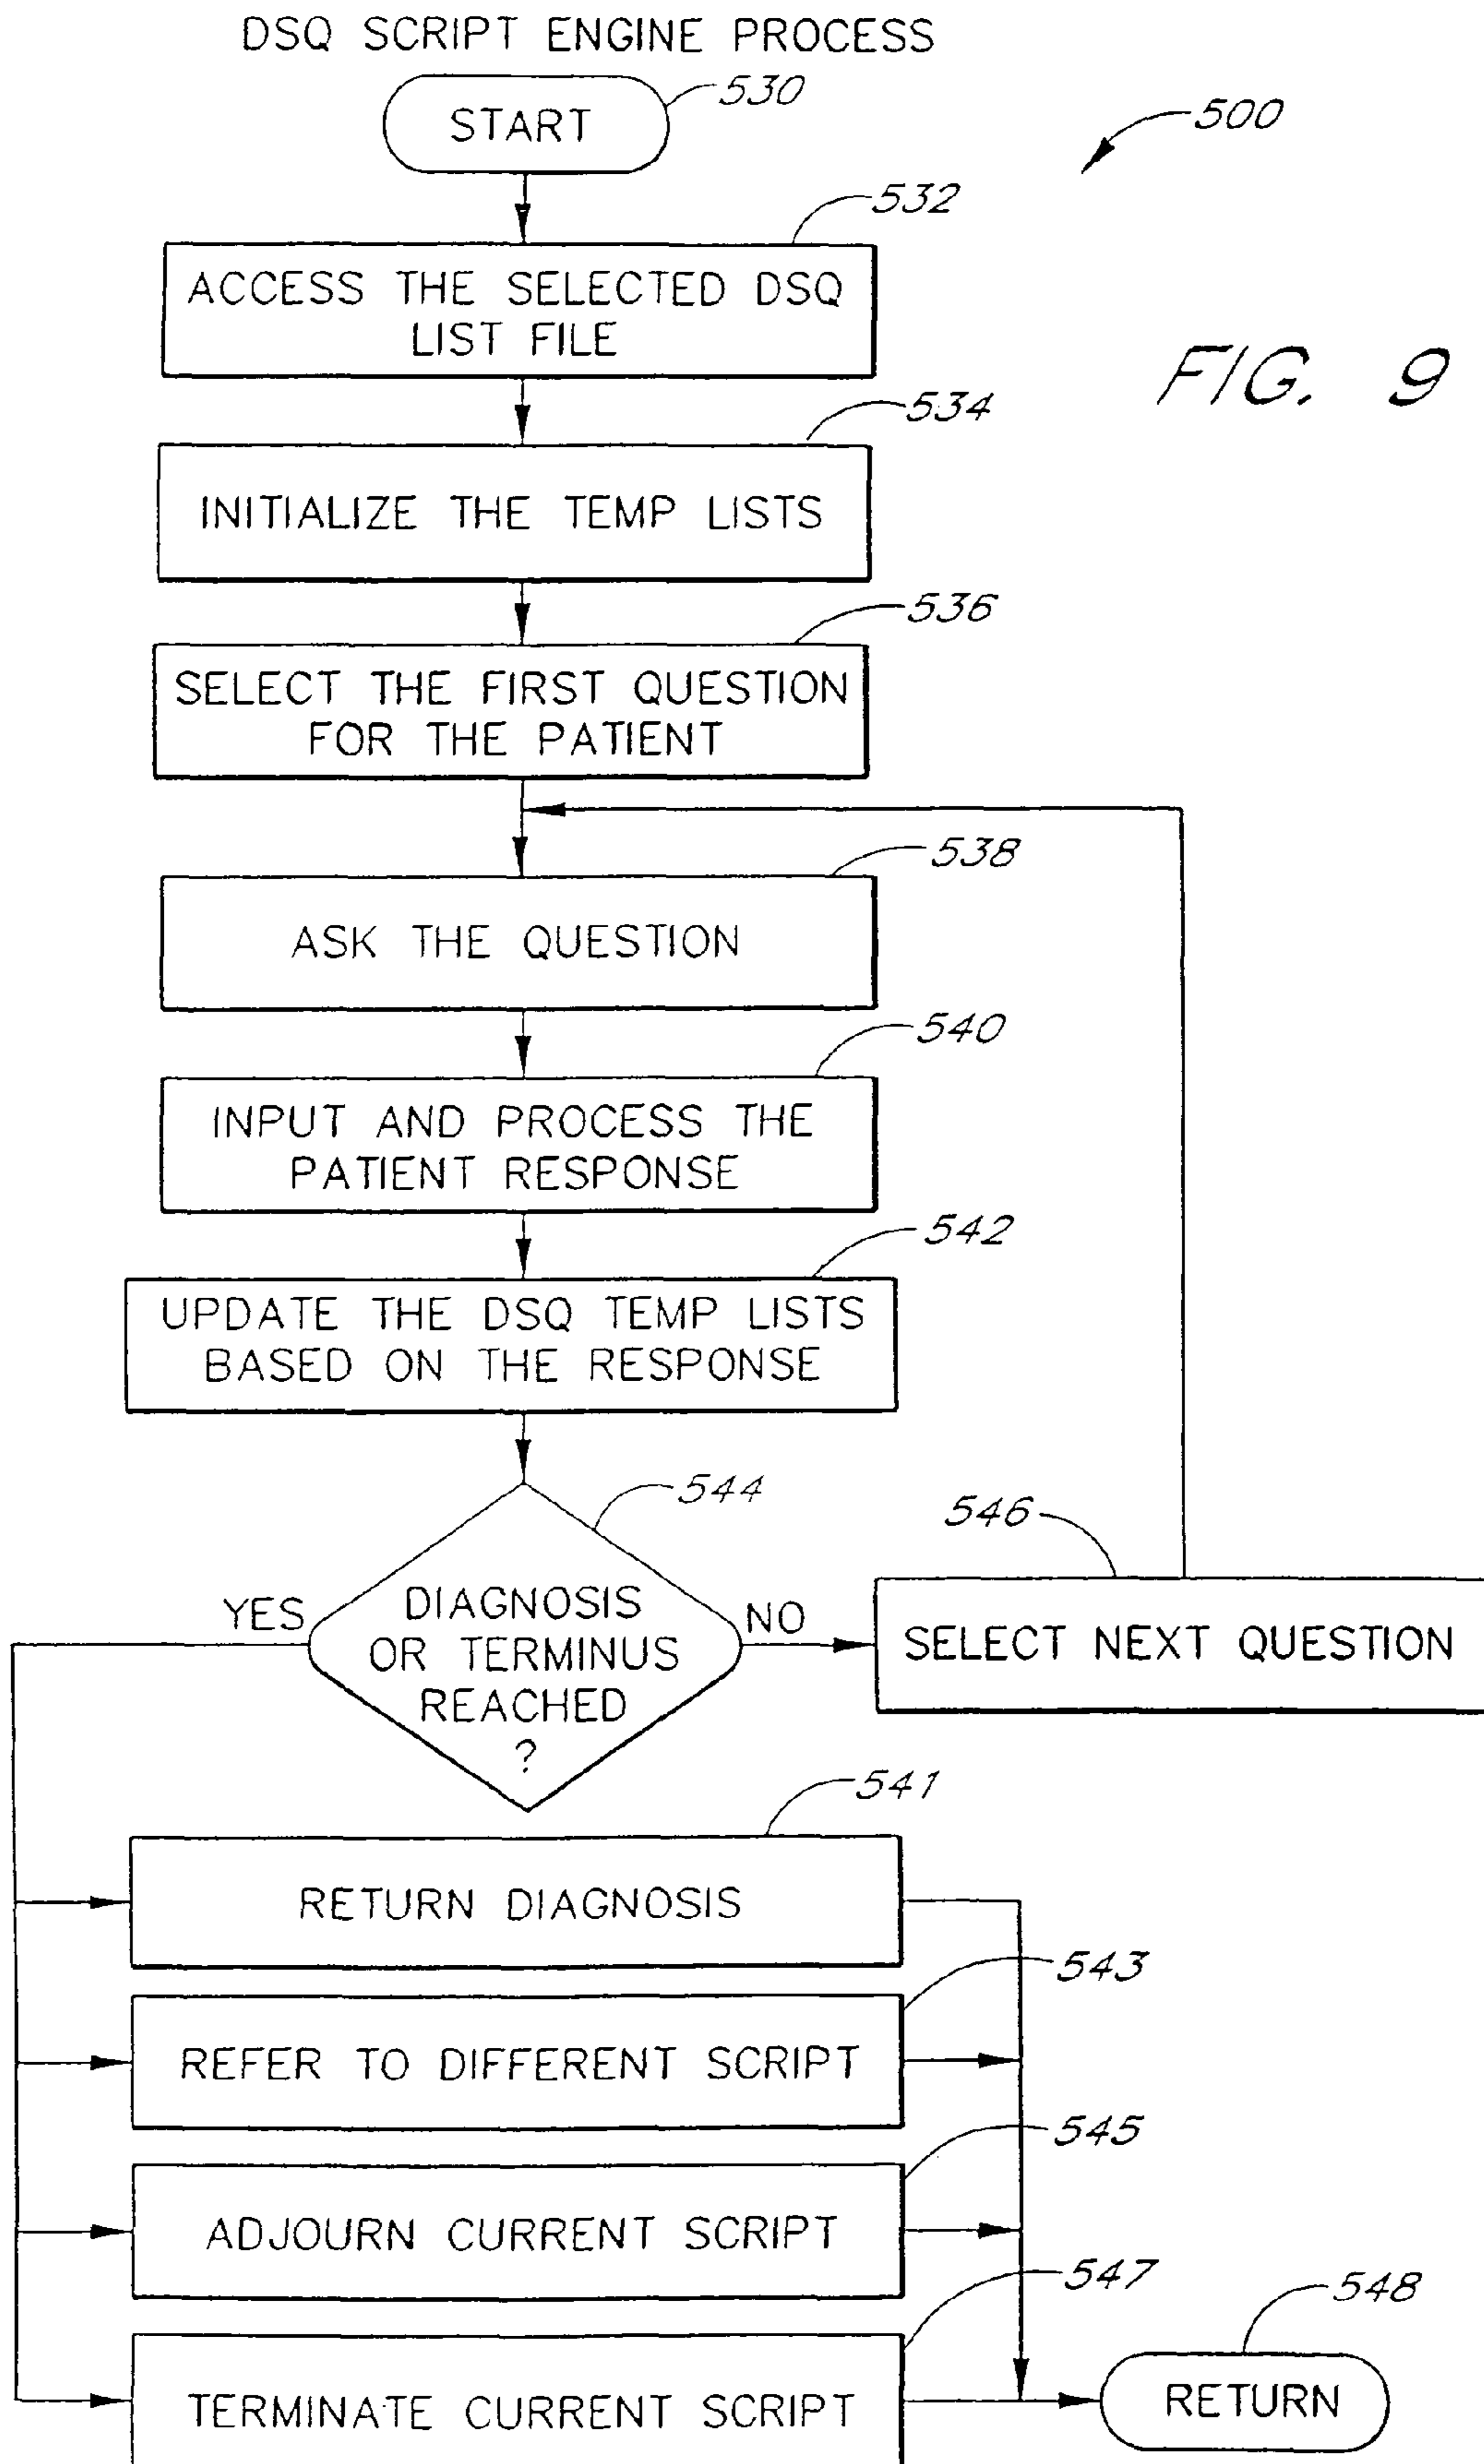 DSQ SCRIPT ENGINE PROCESS
START
530
500
532
ACCESS THE SELECTED DSQ
LIST FILE
FIG. 9
534
INITIALIZE THE TEMP LISTS
536
SELECT THE FIRST QUESTION
FOR THE PATIENT
538
ASK THE QUESTION
540
INPUT AND PROCESS THE
PATIENT RESPONSE
542
UPDATE THE DSQ TEMP LISTS
BASED ON THE RESPONSE
544
546
YES
DIAGNOSIS
OR TERMINUS
REACHED
?
NO
SELECT NEXT QUESTION
541
RETURN DIAGNOSIS
543
REFER TO DIFFERENT SCRIPT
545
ADJOURN CURRENT SCRIPT
547
548
TERMINATE CURRENT SCRIPT
RETURN